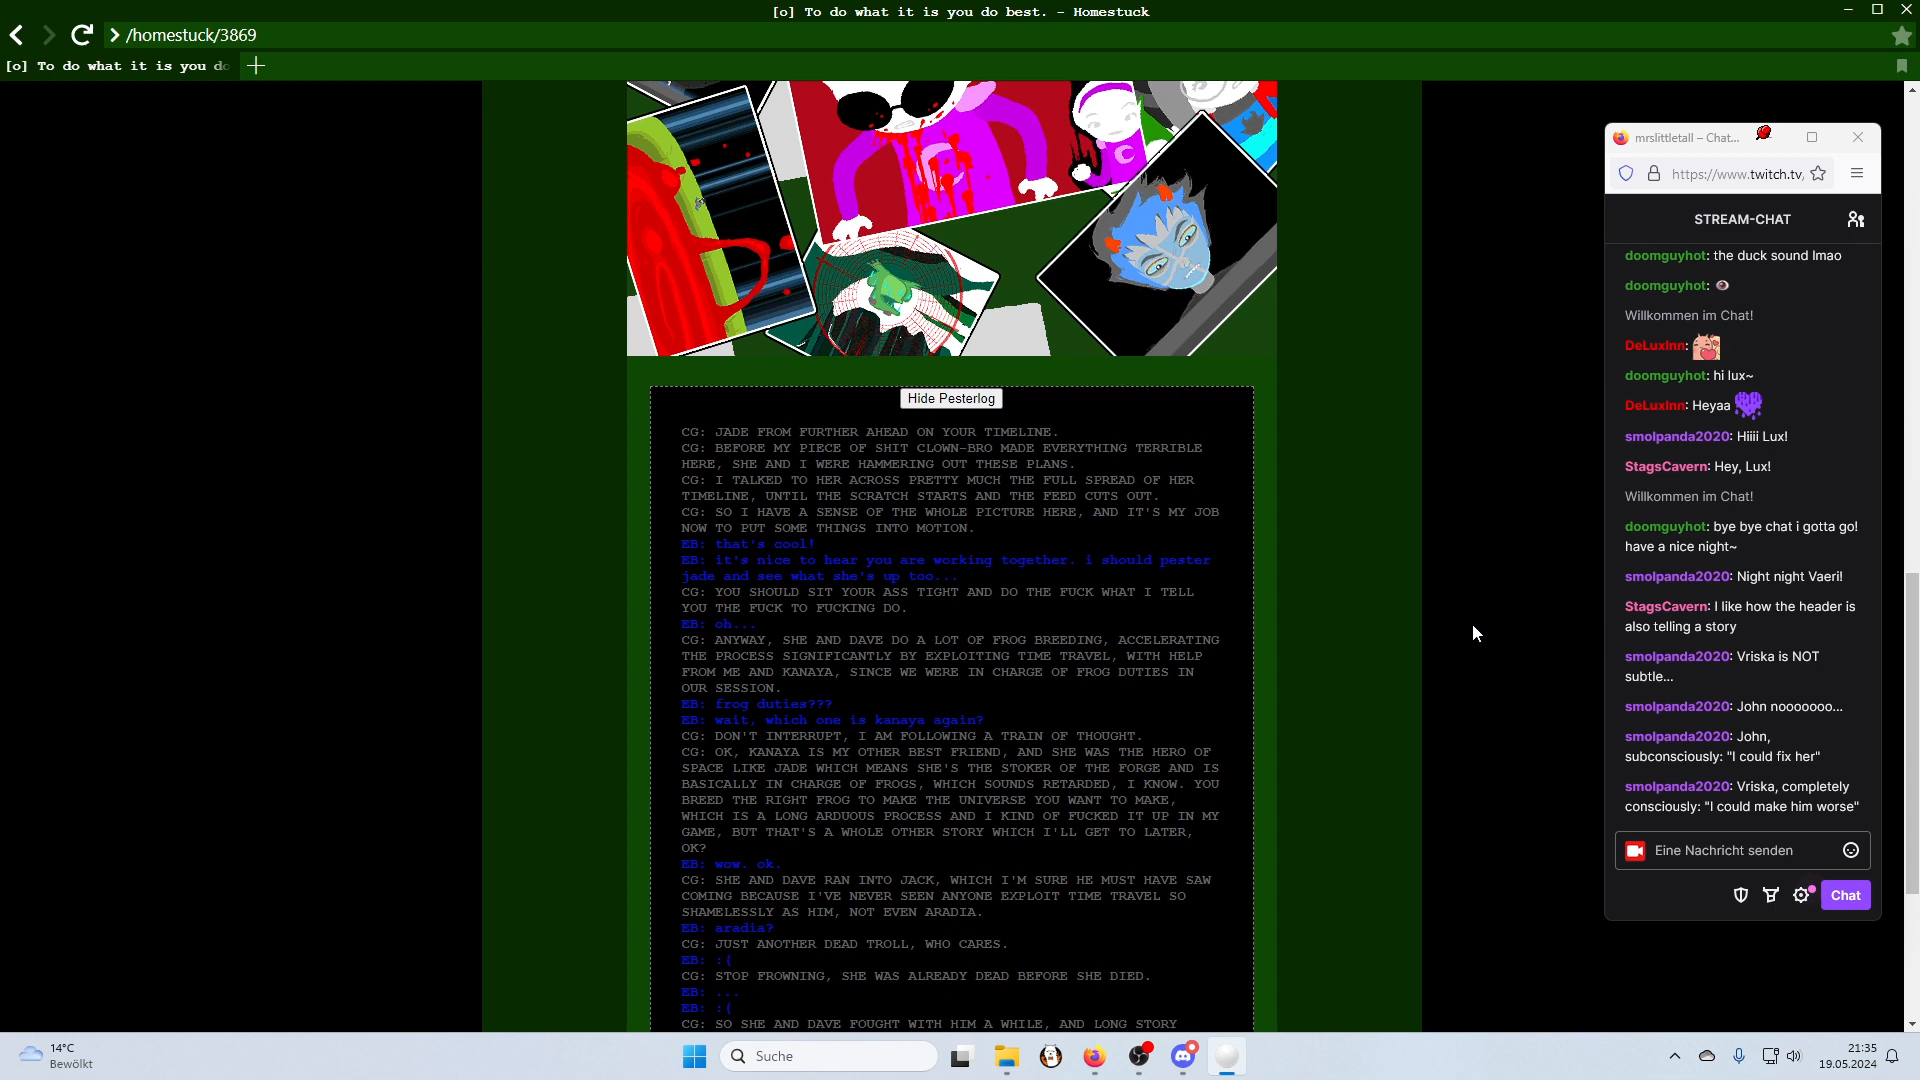 [o] To do what it is you do best. – Homestuck
/homestuck/3869
[o] To do what it is you do
Hide Pesterlog
CG: JADE FROM FURTHER AHEAD ON YOUR TIMELINE.
CG: BEFORE MY PIECE OF SHIT CLOWN-BRO MADE EVERYTHING TERRIBLE
HERE, SHE AND I WERE HAMMERING OUT THESE PLANS.
CG: I TALKED TO HER ACROSS PRETTY MUCH THE FULL SPREAD OF HER
TIMELINE, UNTIL THE SCRATCH STARTS AND THE FEED CUTS OUT.
CG: SO I HAVE A SENSE OF THE WHOLE PICTURE HERE, AND IT'S MY JOB
NOW TO PUT SOME THINGS INTO MOTION.
EB: that's cool!
EB: it's nice to hear you are working together. i should pester
jade and see what she's up too...
CG: YOU SHOULD SIT YOUR ASS TIGHT AND DO THE FUCK WHAT I TELL
YOU THE FUCK TO FUCKING DO.
EB: oh...
CG: ANYWAY, SHE AND DAVE DO A LOT OF FROG BREEDING, ACCELERATING
THE PROCESS SIGNIFICANTLY BY EXPLOITING TIME TRAVEL, WITH HELP
FROM ME AND KANAYA, SINCE WE WERE IN CHARGE OF FROG DUTIES IN
OUR SESSION.
EB: frog duties???
EB: wait, which one is kanaya again?
CG: DON'T INTERRUPT, I AM FOLLOWING A TRAIN OF THOUGHT.
CG: OK, KANAYA IS MY OTHER BEST FRIEND, AND SHE WAS THE HERO OF
SPACE LIKE JADE WHICH MEANS SHE'S THE STOKER OF THE FORGE AND IS
BASICALLY IN CHARGE OF FROGS, WHICH SOUNDS RETARDED, I KNOW. YOU
BREED THE RIGHT FROG TO MAKE THE UNIVERSE YOU WANT TO MAKE,
WHICH IS A LONG ARDUOUS PROCESS AND I KIND OF FUCKED IT UP IN MY
GAME, BUT THAT'S A WHOLE OTHER STORY WHICH I'LL GET TO LATER,
OK?
EB: wow. ok.
CG: SHE AND DAVE RAN INTO JACK, WHICH I'M SURE HE MUST HAVE SAW
COMING BECAUSE I'VE NEVER SEEN ANYONE EXPLOIT TIME TRAVEL SO
SHAMELESSLY AS HIM, NOT EVEN ARADIA.
EB: aradia?
CG: JUST ANOTHER DEAD TROLL, WHO CARES.
EB: :(
CG: STOP FROWNING, SHE WAS ALREADY DEAD BEFORE SHE DIED.
EB: ...
EB: :(
CG: SO SHE AND DAVE FOUGHT WITH HIM A WHILE, AND LONG STORY
mrslittletall – Chat...
https://www.twitch.tv/
STREAM-CHAT
doomguyhot: the duck sound lmao
doomguyhot:
Willkommen im Chat!
DeLuxInn:
doomguyhot: hi lux~
DeLuxInn: Heyaa
smolpanda2020: Hiiii Lux!
StagsCavern: Hey, Lux!
Willkommen im Chat!
doomguyhot: bye bye chat i gotta go!
have a nice night~
smolpanda2020: Night night Vaeri!
StagsCavern: I like how the header is
also telling a story
smolpanda2020: Vriska is NOT
subtle...
smolpanda2020: John nooooooo...
smolpanda2020: John,
subconsciously: "I could fix her"
smolpanda2020: Vriska, completely
consciously: "I could make him worse"
Eine Nachricht senden
Chat
14°C
Bewölkt
Suche
21:35
19.05.2024